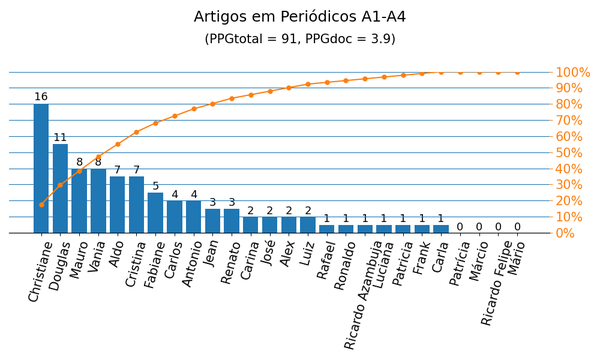 Artigos em Periódicos A1-A4
(PPGtotal = 91, PPGdoc = 3.9)
100%
90%
80%
70%
60%
50%
40%
30%
20%
10%
0%
16
11
8
8
7
7
5
4
4
3
3
2
2
2
2
1
1
1
1
1
1
1
0
0
0
0
Christiane
Douglas
Mauro
Vania
Aldo
Cristina
Fabiane
Carlos
Antonio
Jean
Renato
Carina
José
Alex
Luiz
Rafael
Ronaldo
Ricardo Azambuja
Luciana
Patricia
Frank
Carla
Patrícia
Márcio
Ricardo Felipe
Mário